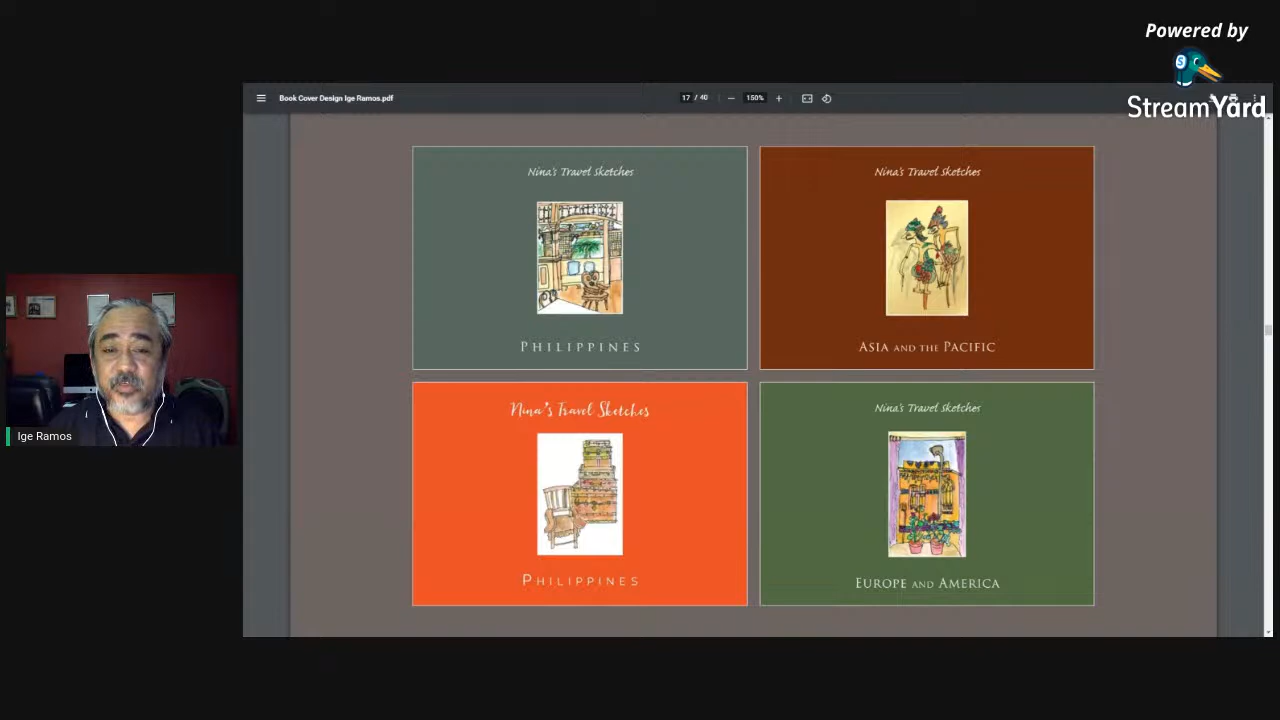 Powered by
StreamYard
Book Cover Design Ige Ramos.pdf
17 / 40
150%
Nina's Travel Sketches
PHILIPPINES
Nina's Travel Sketches
ASIA AND THE PACIFIC
Nina's Travel Sketches
PHILIPPINES
Nina's Travel Sketches
EUROPE AND AMERICA
Ige Ramos